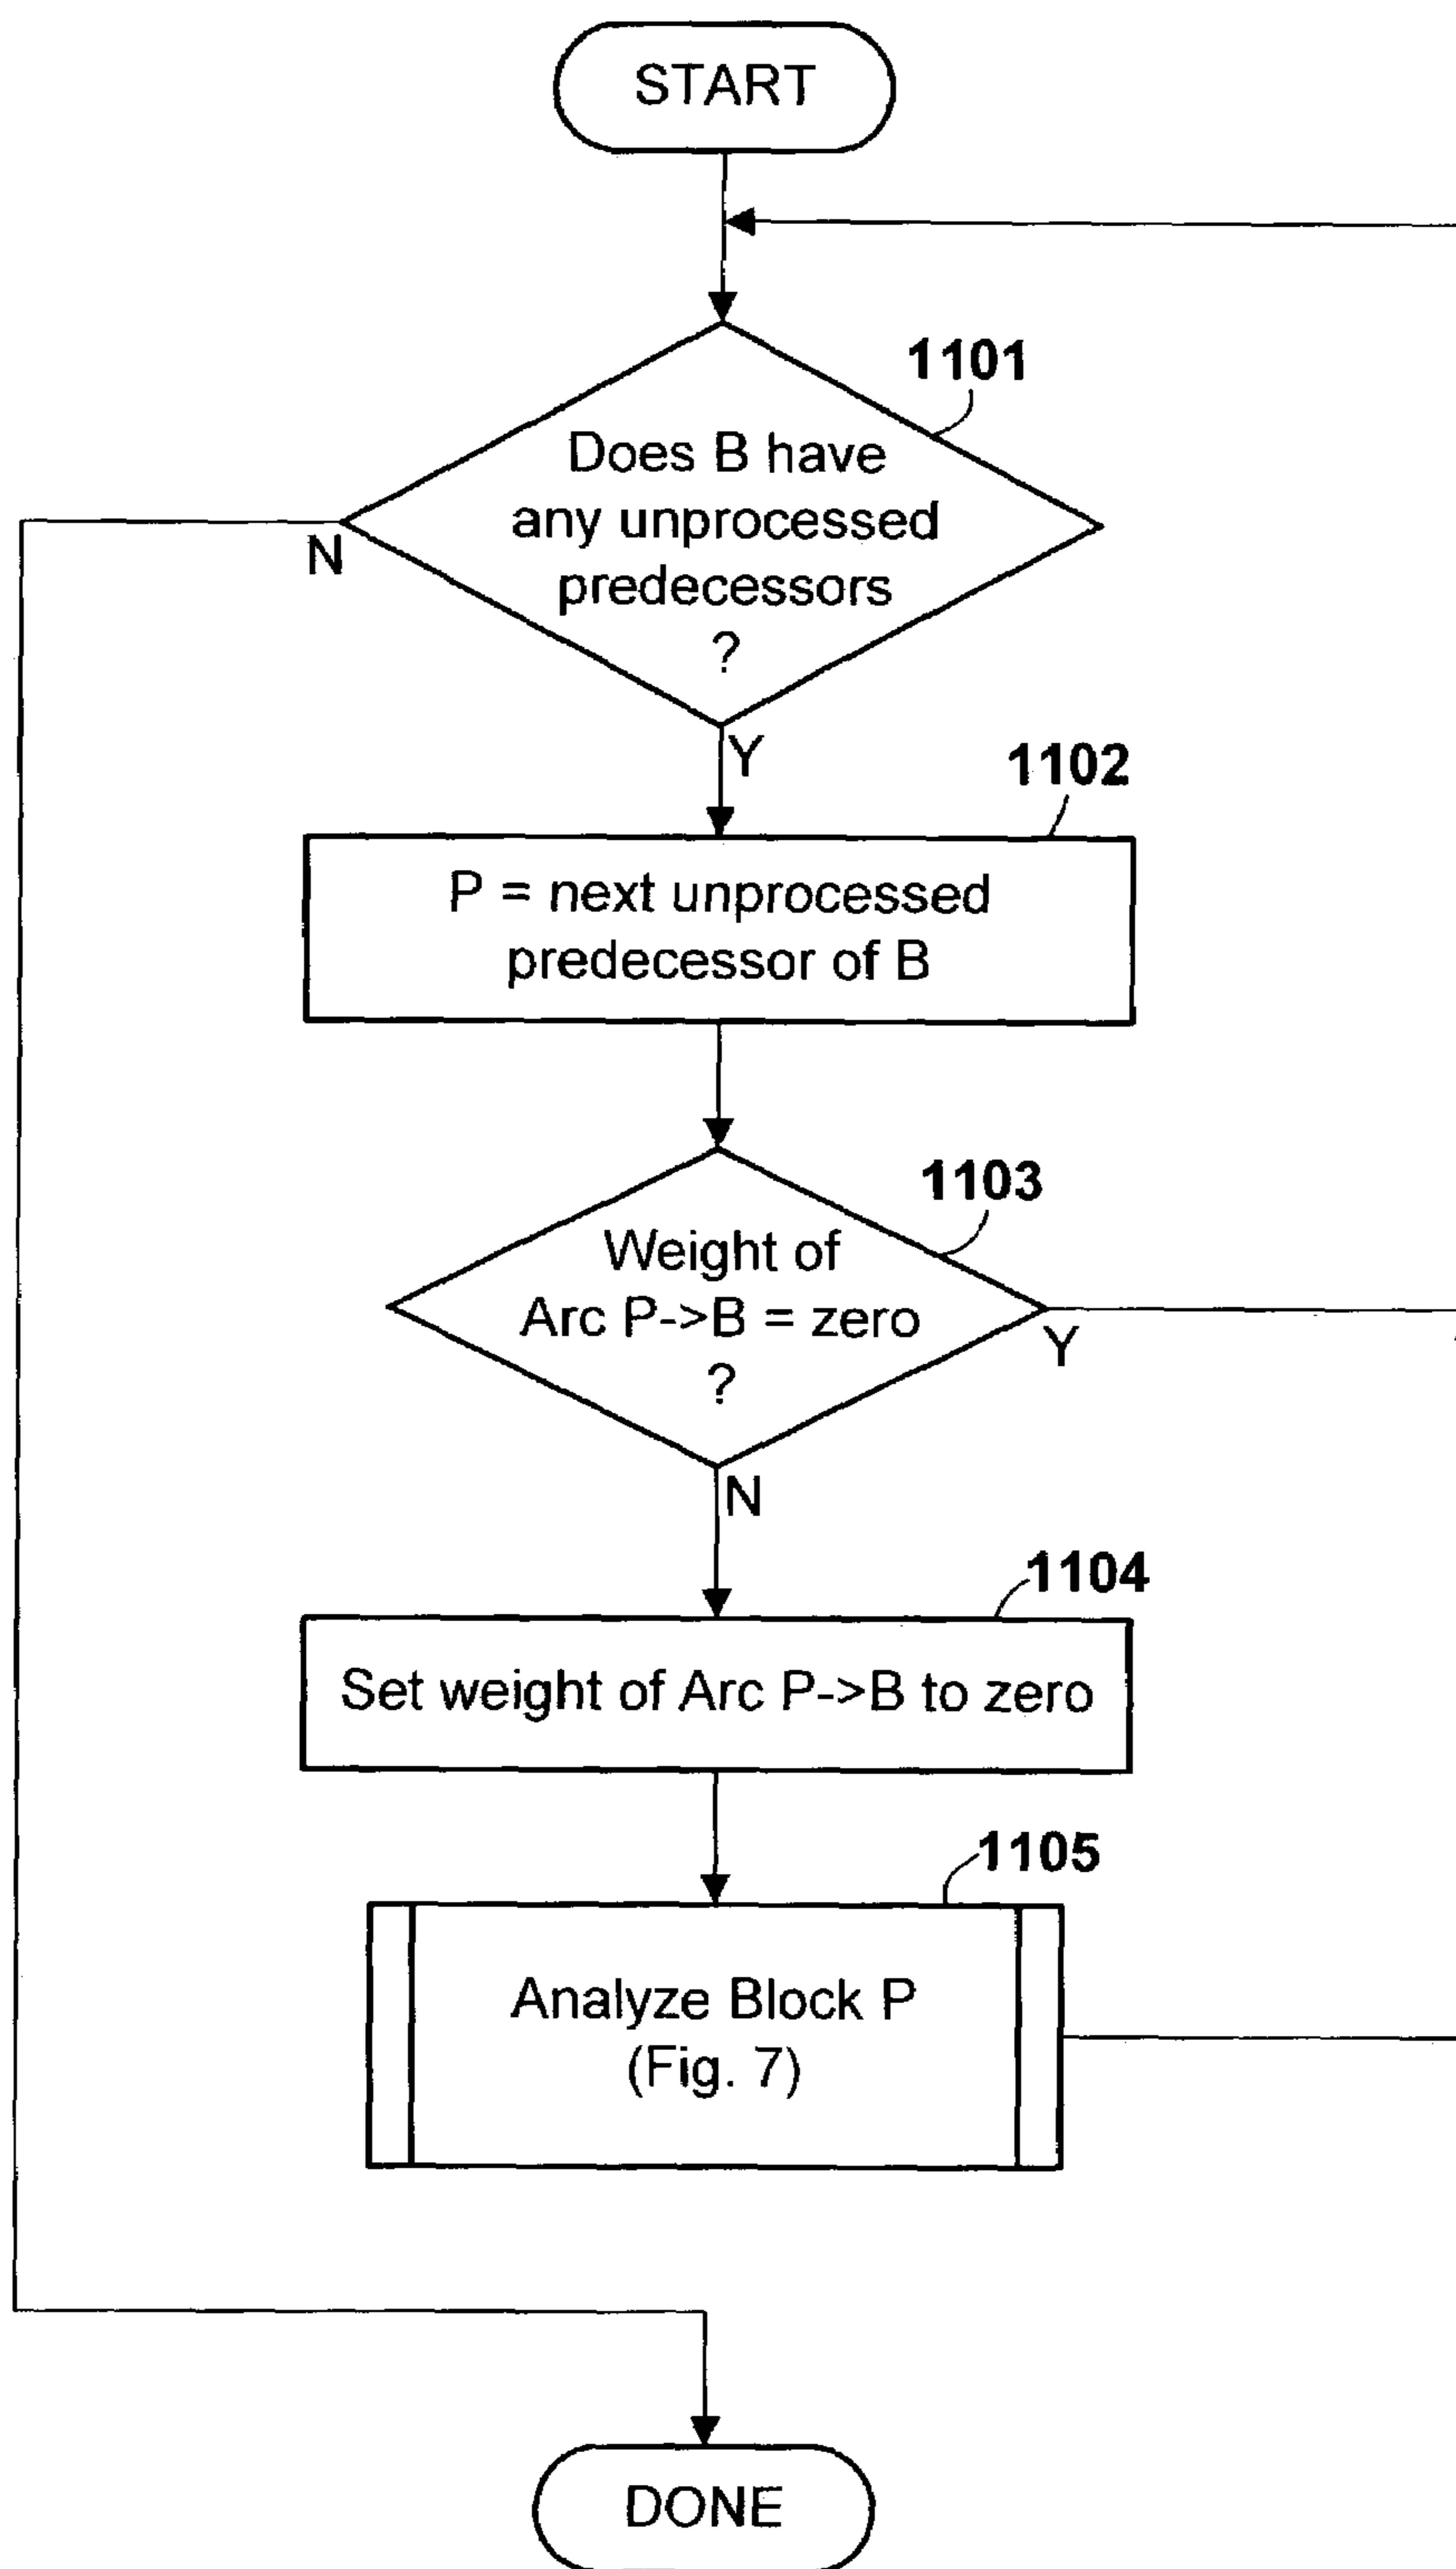 START
1101
Does B have
any unprocessed
predecessors
?
N
Y
1102
P = next unprocessed
predecessor of B
1103
Weight of
Arc P->B = zero
?
Y
N
1104
Set weight of Arc P->B to zero
1105
Analyze Block P
(Fig. 7)
DONE